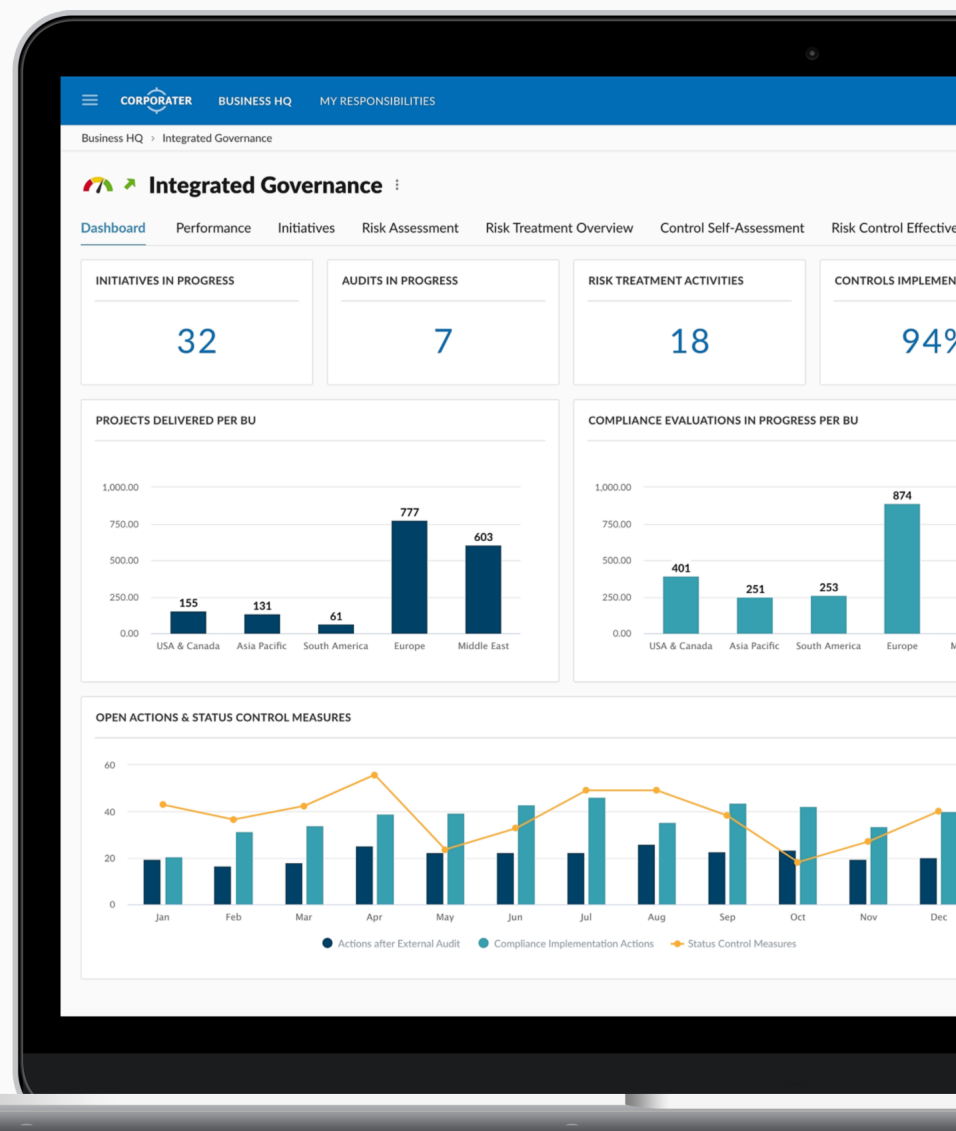 CORPORATER BUSINESS HQ MY RESPONSIBILITIES
Business HQ > Integrated Governance
Integrated Governance
Dashboard Performance Initiatives Risk Assessment Risk Treatment Overview Control Self-Assessment Risk Control Effective
INITIATIVES IN PROGRESS AUDITS IN PROGRESS RISK TREATMENT ACTIVITIES CONTROLS IMPLEMEN
32 7 18 94%
PROJECTS DELIVERED PER BU
1,000.00
750.00
500.00
250.00
0.00
155 131 61 777 603
USA & Canada Asia Pacific South America Europe Middle East
COMPLIANCE EVALUATIONS IN PROGRESS PER BU
1,000.00
750.00
500.00
250.00
0.00
401 251 253 874
USA & Canada Asia Pacific South America Europe M
OPEN ACTIONS & STATUS CONTROL MEASURES
60
40
20
0
Jan Feb Mar Apr May Jun Jul Aug Sep Oct Nov Dec
Actions after External Audit Compliance Implementation Actions Status Control Measures